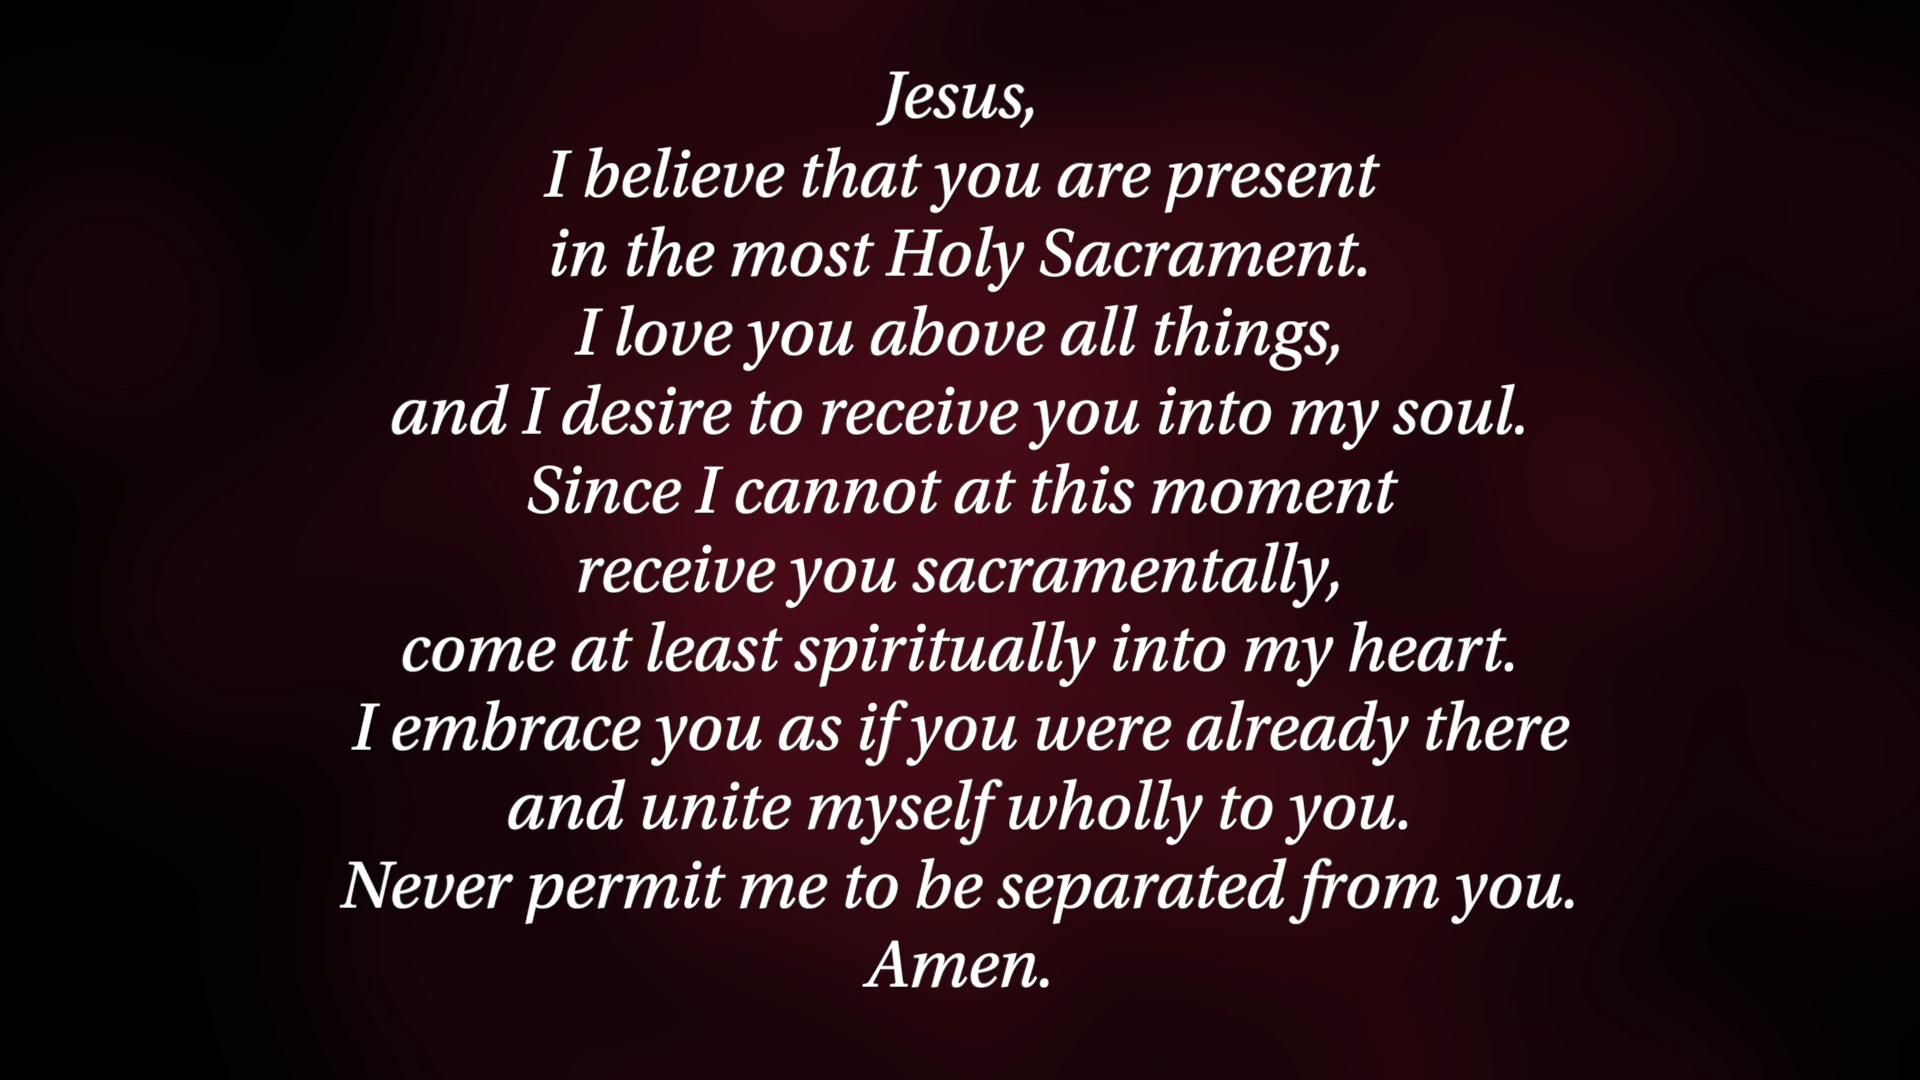 Jesus,
I believe that you are present
in the most Holy Sacrament.
I love you above all things,
and I desire to receive you into my soul.
Since I cannot at this moment
receive you sacramentally,
come at least spiritually into my heart.
I embrace you as if you were already there
and unite myself wholly to you.
Never permit me to be separated from you.
Amen.